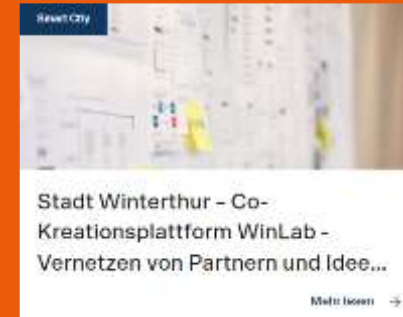 Smart City
Stadt Winterthur – Co-
Kreationsplattform WinLab -
Vernetzen von Partnern und Idee...
Mehr lesen →